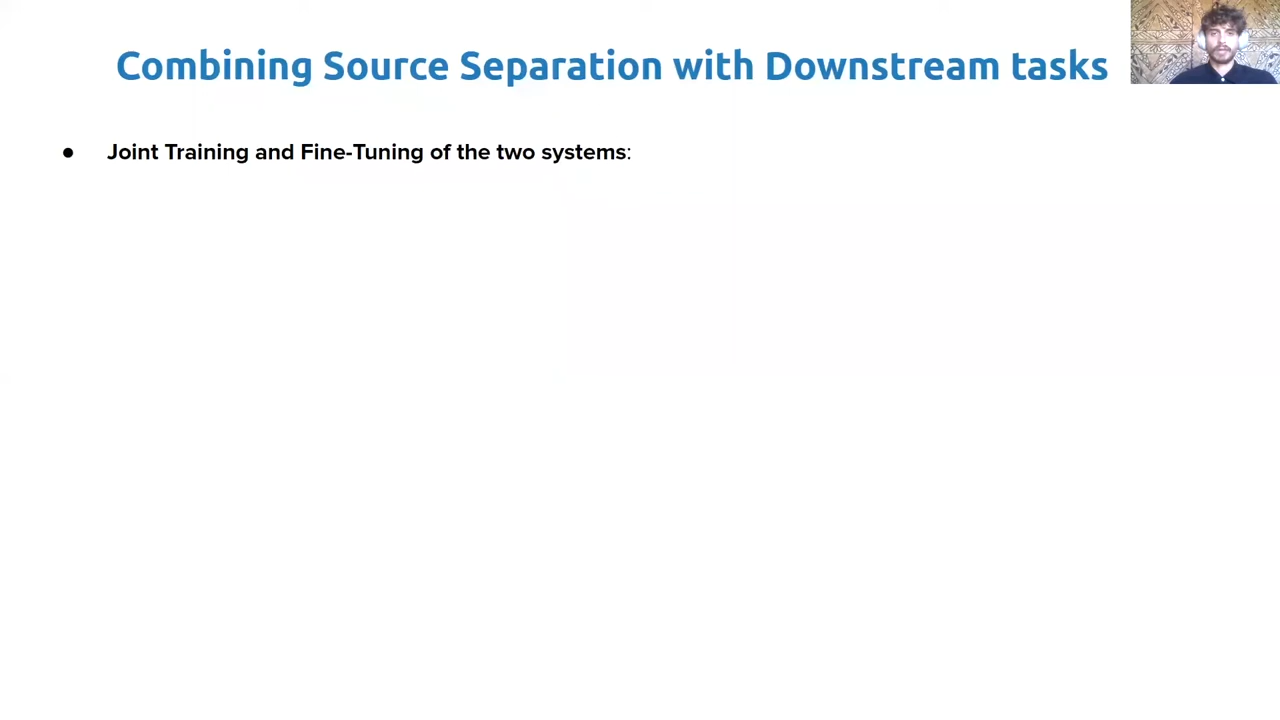 Combining Source Separation with Downstream tasks
● Joint Training and Fine-Tuning of the two systems: